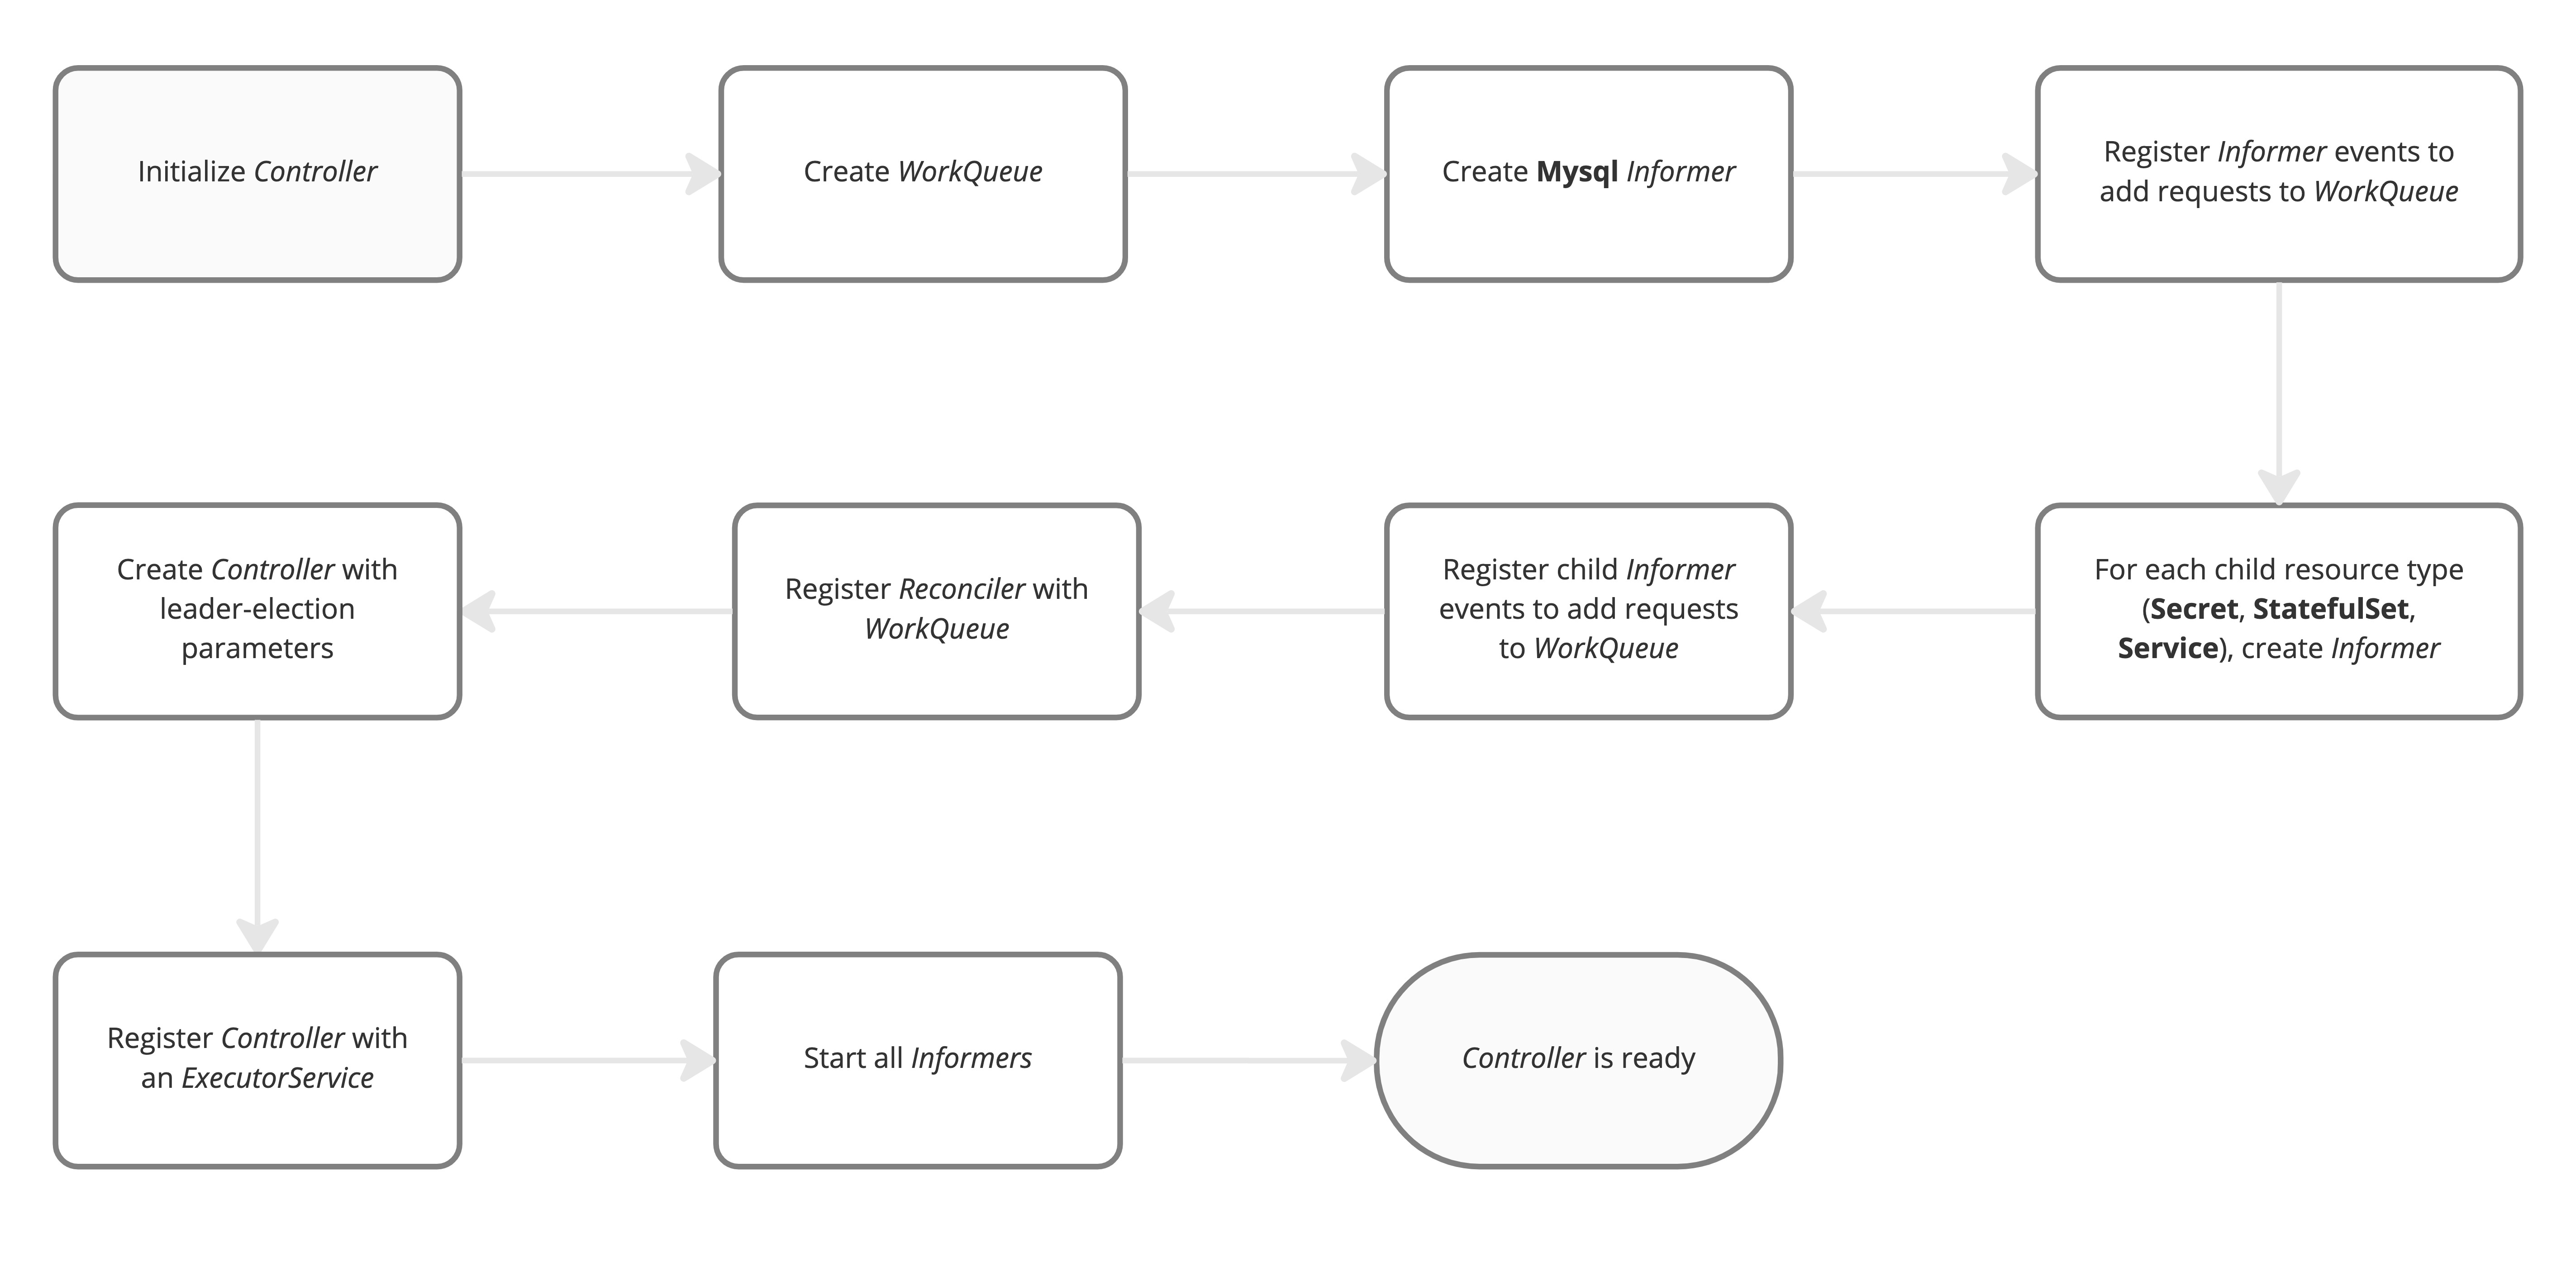 Initialize Controller
Create WorkQueue
Create Mysql Informer
Register Informer events to
add requests to WorkQueue
For each child resource type
(Secret, StatefulSet,
Service), create Informer
Register child Informer
events to add requests
to WorkQueue
Register Reconciler with
WorkQueue
Create Controller with
leader-election
parameters
Register Controller with
an ExecutorService
Start all Informers
Controller is ready